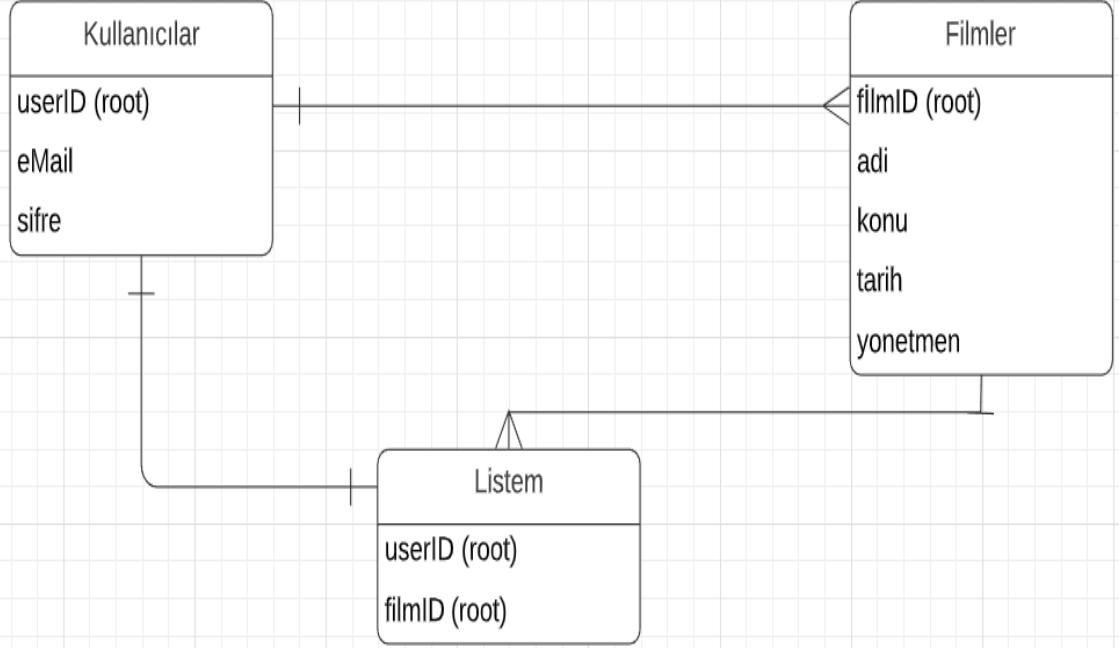 Kullanıcılar
userID (root)
eMail
sifre
Filmler
filmID (root)
adi
konu
tarih
yonetmen
Listem
userID (root)
filmID (root)